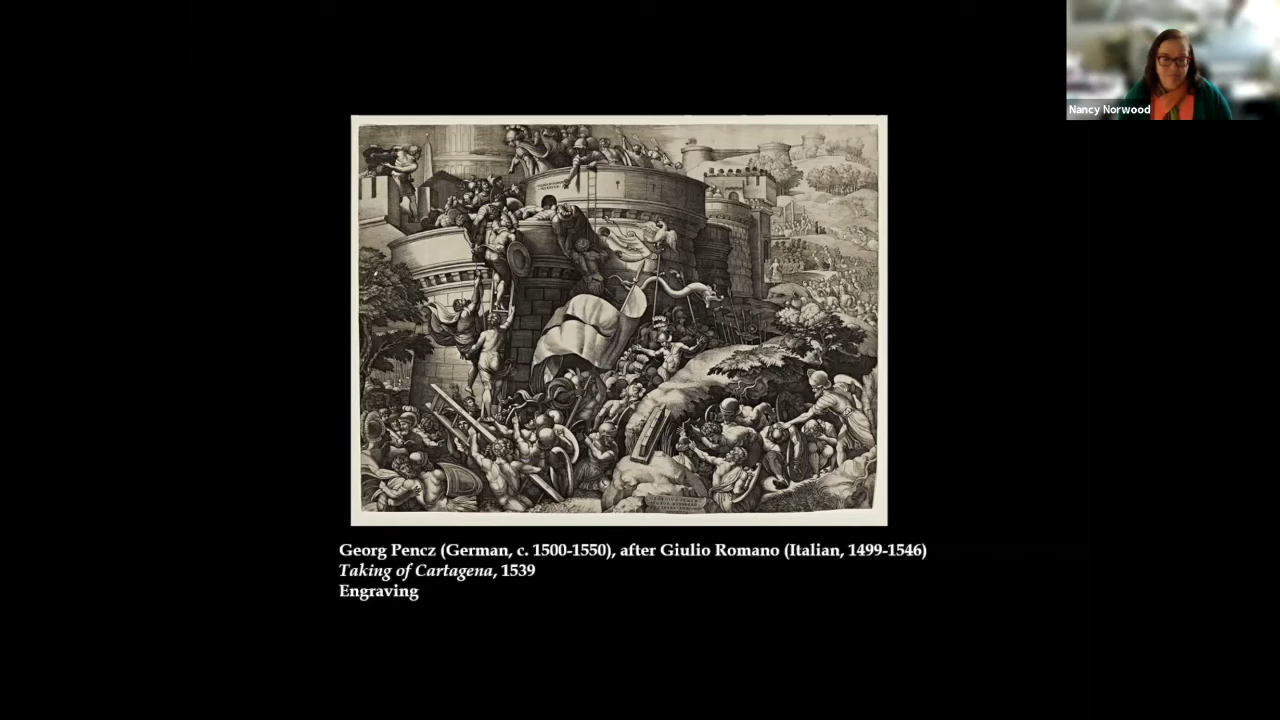 Nancy Norwood
Georg Pencz (German, c. 1500-1550), after Giulio Romano (Italian, 1499-1546)
Taking of Cartagena, 1539
Engraving